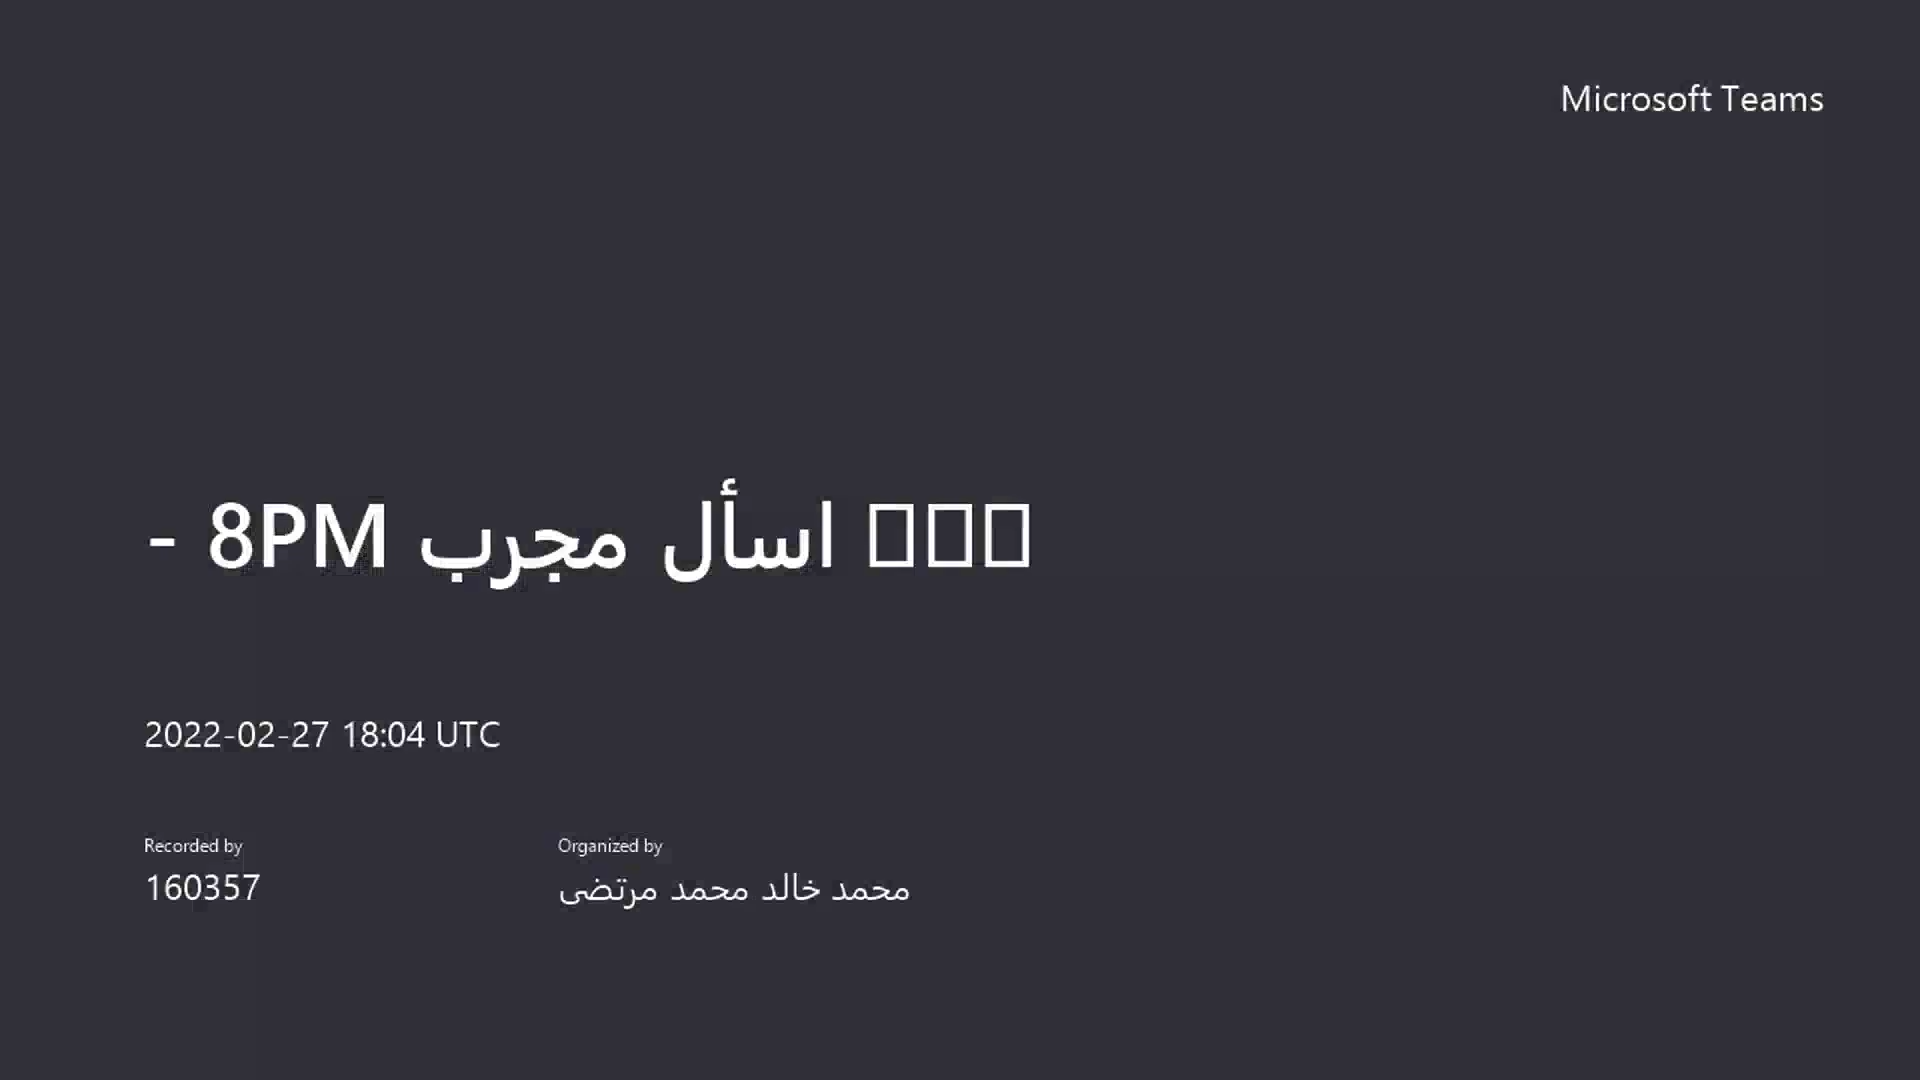 Microsoft Teams
اسأل مجرب 8PM -
2022-02-27 18:04 UTC
Recorded by
160357
Organized by
محمد خالد محمد مرتضى